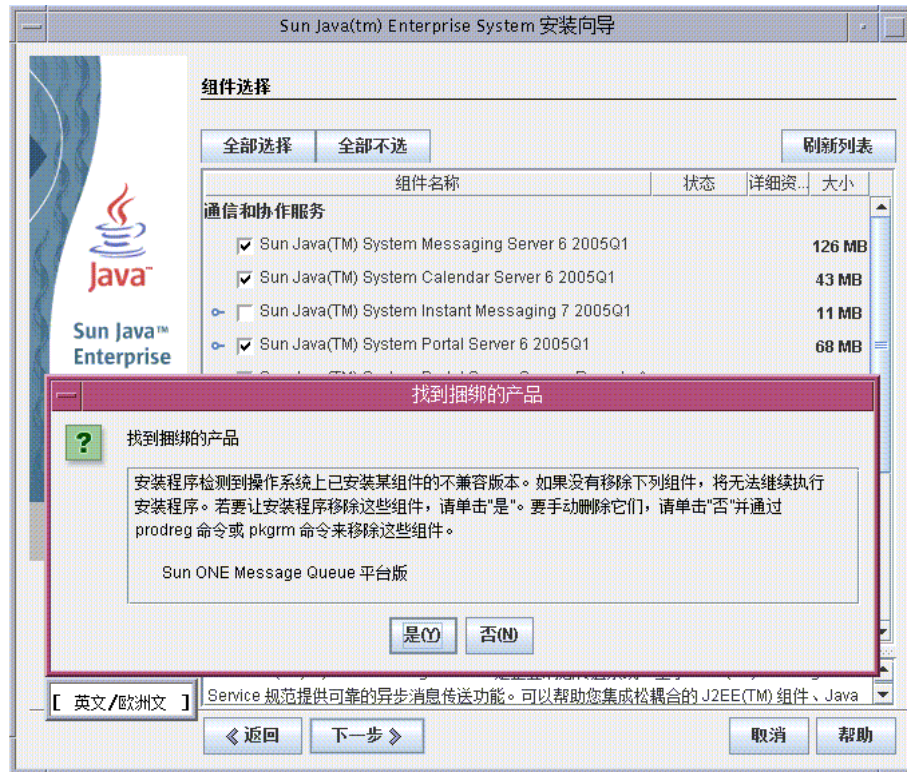 Sun Java(tm) Enterprise System 安装向导
组件选择
全部选择 全部不选 刷新列表
组件名称 状态 详细资... 大小
通信和协作服务
Sun Java(TM) System Messaging Server 6 2005Q1 126 MB
Sun Java(TM) System Calendar Server 6 2005Q1 43 MB
Sun Java(TM) System Instant Messaging 7 2005Q1 11 MB
Sun Java(TM) System Portal Server 6 2005Q1 68 MB
Java™
Sun Java™
Enterprise
找到捆绑的产品
找到捆绑的产品
安装程序检测到操作系统上已安装某组件的不兼容版本。如果没有移除下列组件，将无法继续执行
安装程序。若要让安装程序移除这些组件，请单击"是"。要手动删除它们，请单击"否"并通过
prodreg 命令或 pkgrm 命令来移除这些组件。
Sun ONE Message Queue 平台版
是(Y) 否(N)
[ 英文/欧洲文 ]
Service 规范提供可靠的异步消息传送功能。可以帮助您集成松耦合的 J2EE(TM) 组件、Java
返回 下一步 取消 帮助